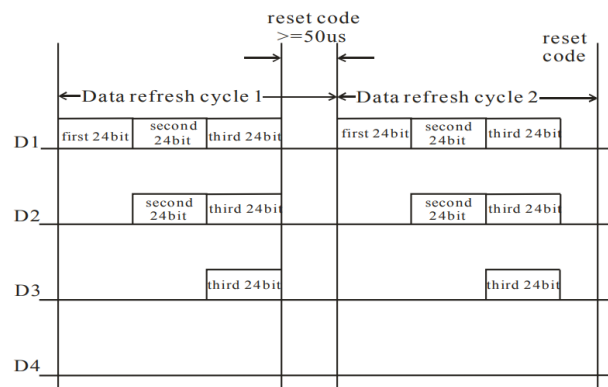 reset code
>=50us
reset
code
Data refresh cycle 1
Data refresh cycle 2
D1
first 24bit
second
24bit
third 24bit
first 24bit
second
24bit
third 24bit
D2
second
24bit
third 24bit
second
24bit
third 24bit
D3
third 24bit
third 24bit
D4